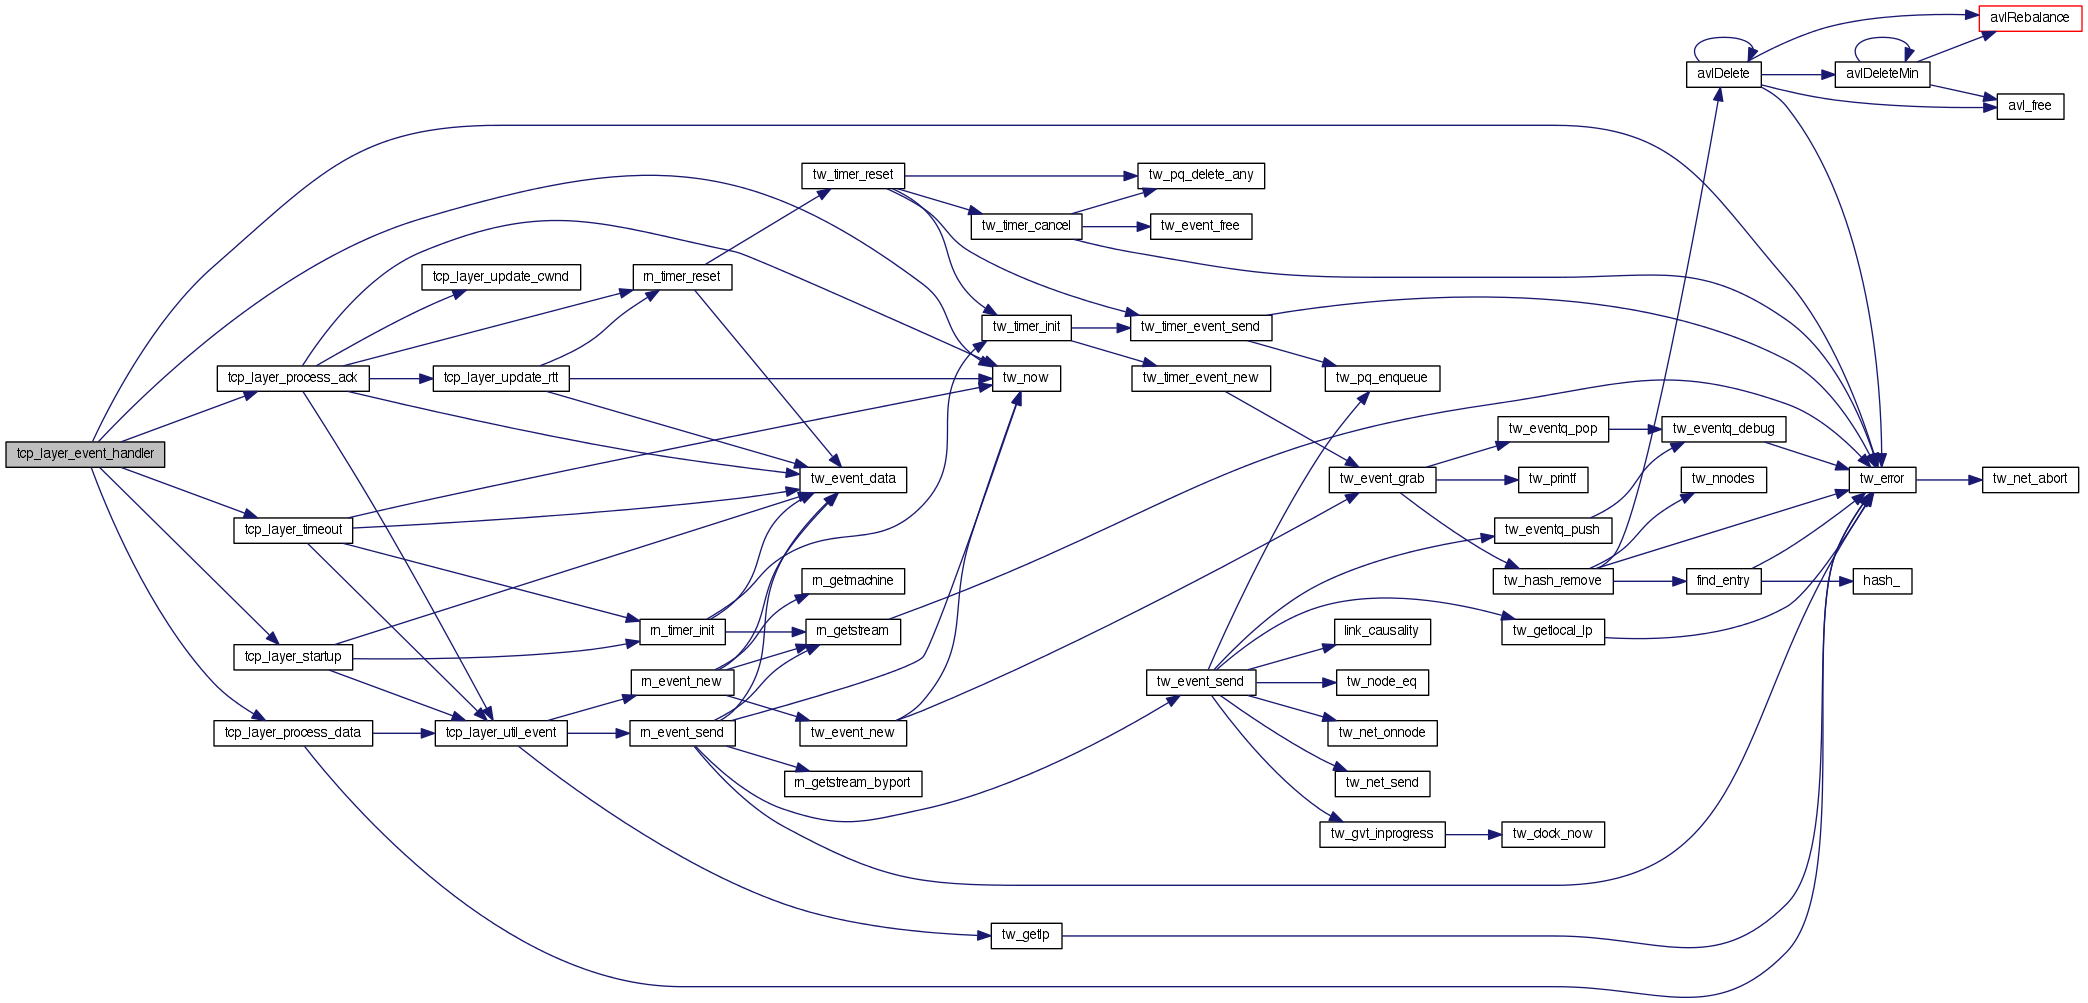 avlRebalance
avlDelete
avlDeleteMin
avl_free
tw_timer_reset
tw_pq_delete_any
tw_timer_cancel
tw_event_free
tcp_layer_update_cwnd
rn_timer_reset
tw_timer_init
tw_timer_event_send
tcp_layer_process_ack
tcp_layer_update_rtt
tw_now
tw_timer_event_new
tw_pq_enqueue
tw_eventq_pop
tw_eventq_debug
tcp_layer_event_handler
tw_event_data
tw_event_grab
tw_printf
tw_nnodes
tw_error
tw_net_abort
tcp_layer_timeout
tw_eventq_push
rn_getmachine
tw_hash_remove
find_entry
hash_
rn_timer_init
rn_getstream
link_causality
tw_getlocal_lp
tcp_layer_startup
rn_event_new
tw_event_send
tw_node_eq
tcp_layer_process_data
tcp_layer_util_event
rn_event_send
tw_event_new
tw_net_onnode
rn_getstream_byport
tw_net_send
tw_gvt_inprogress
tw_clock_now
tw_getlp